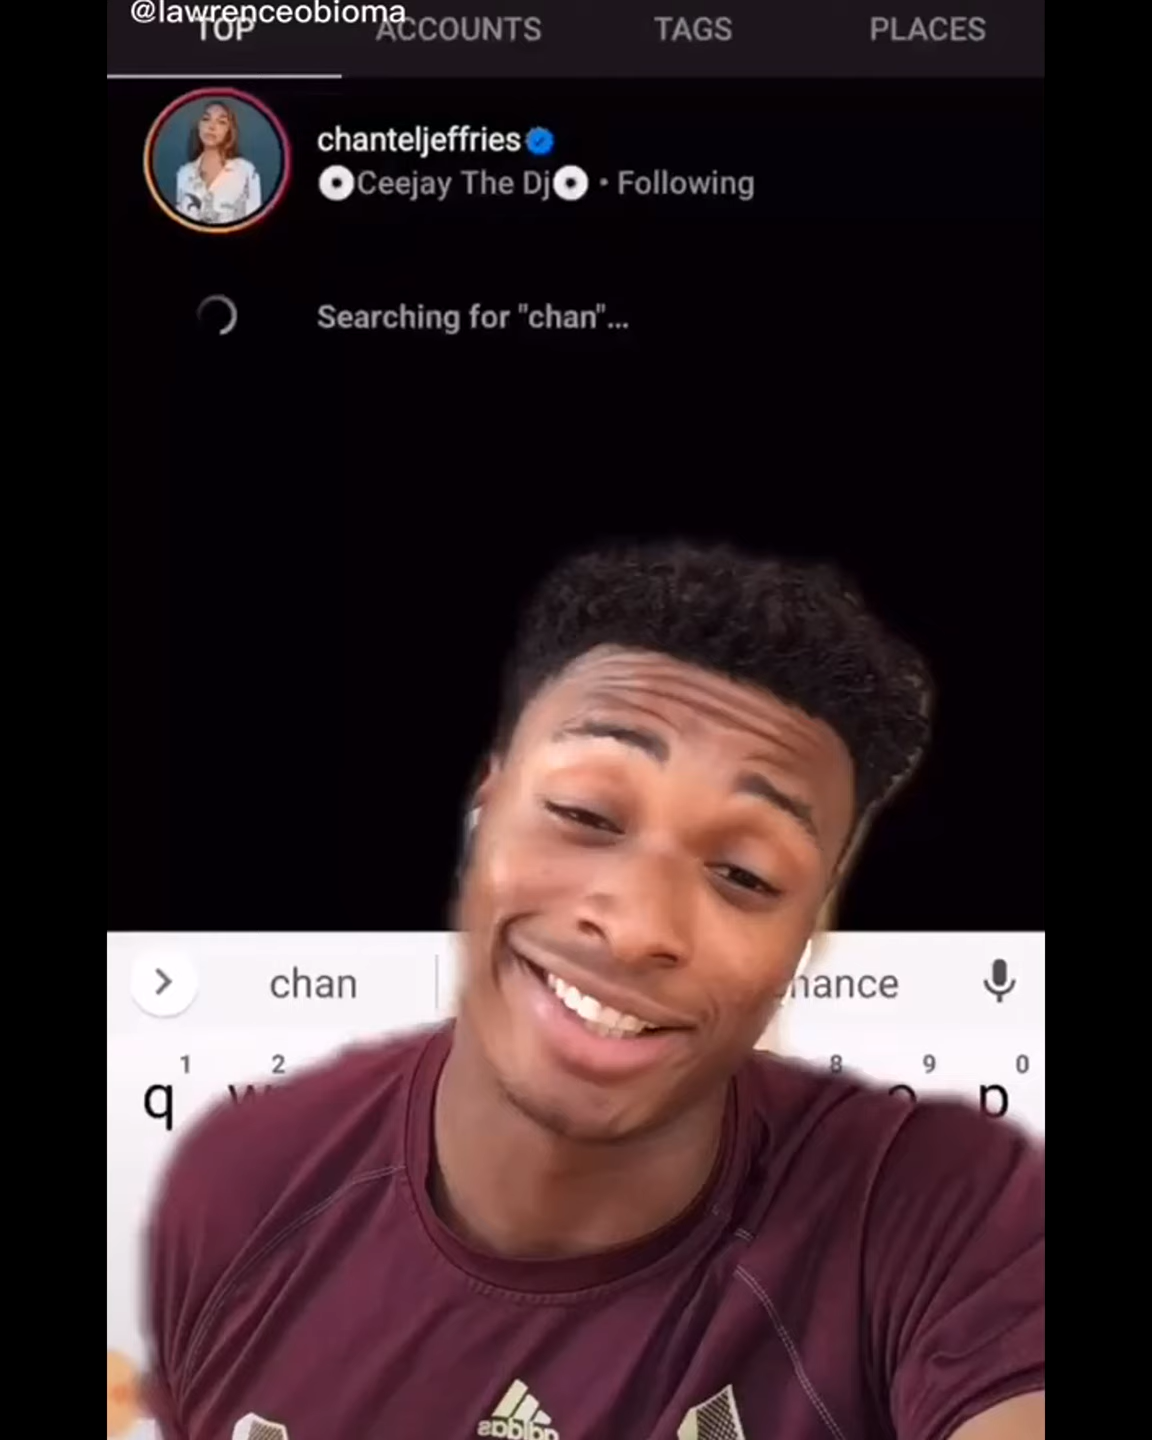 @lawrenceobioma
TOP ACCOUNTS TAGS PLACES
chanteljeffries
Ceejay The Dj • Following
Searching for "chan"...
chan
1 2 8 9 0
q w p
adidas